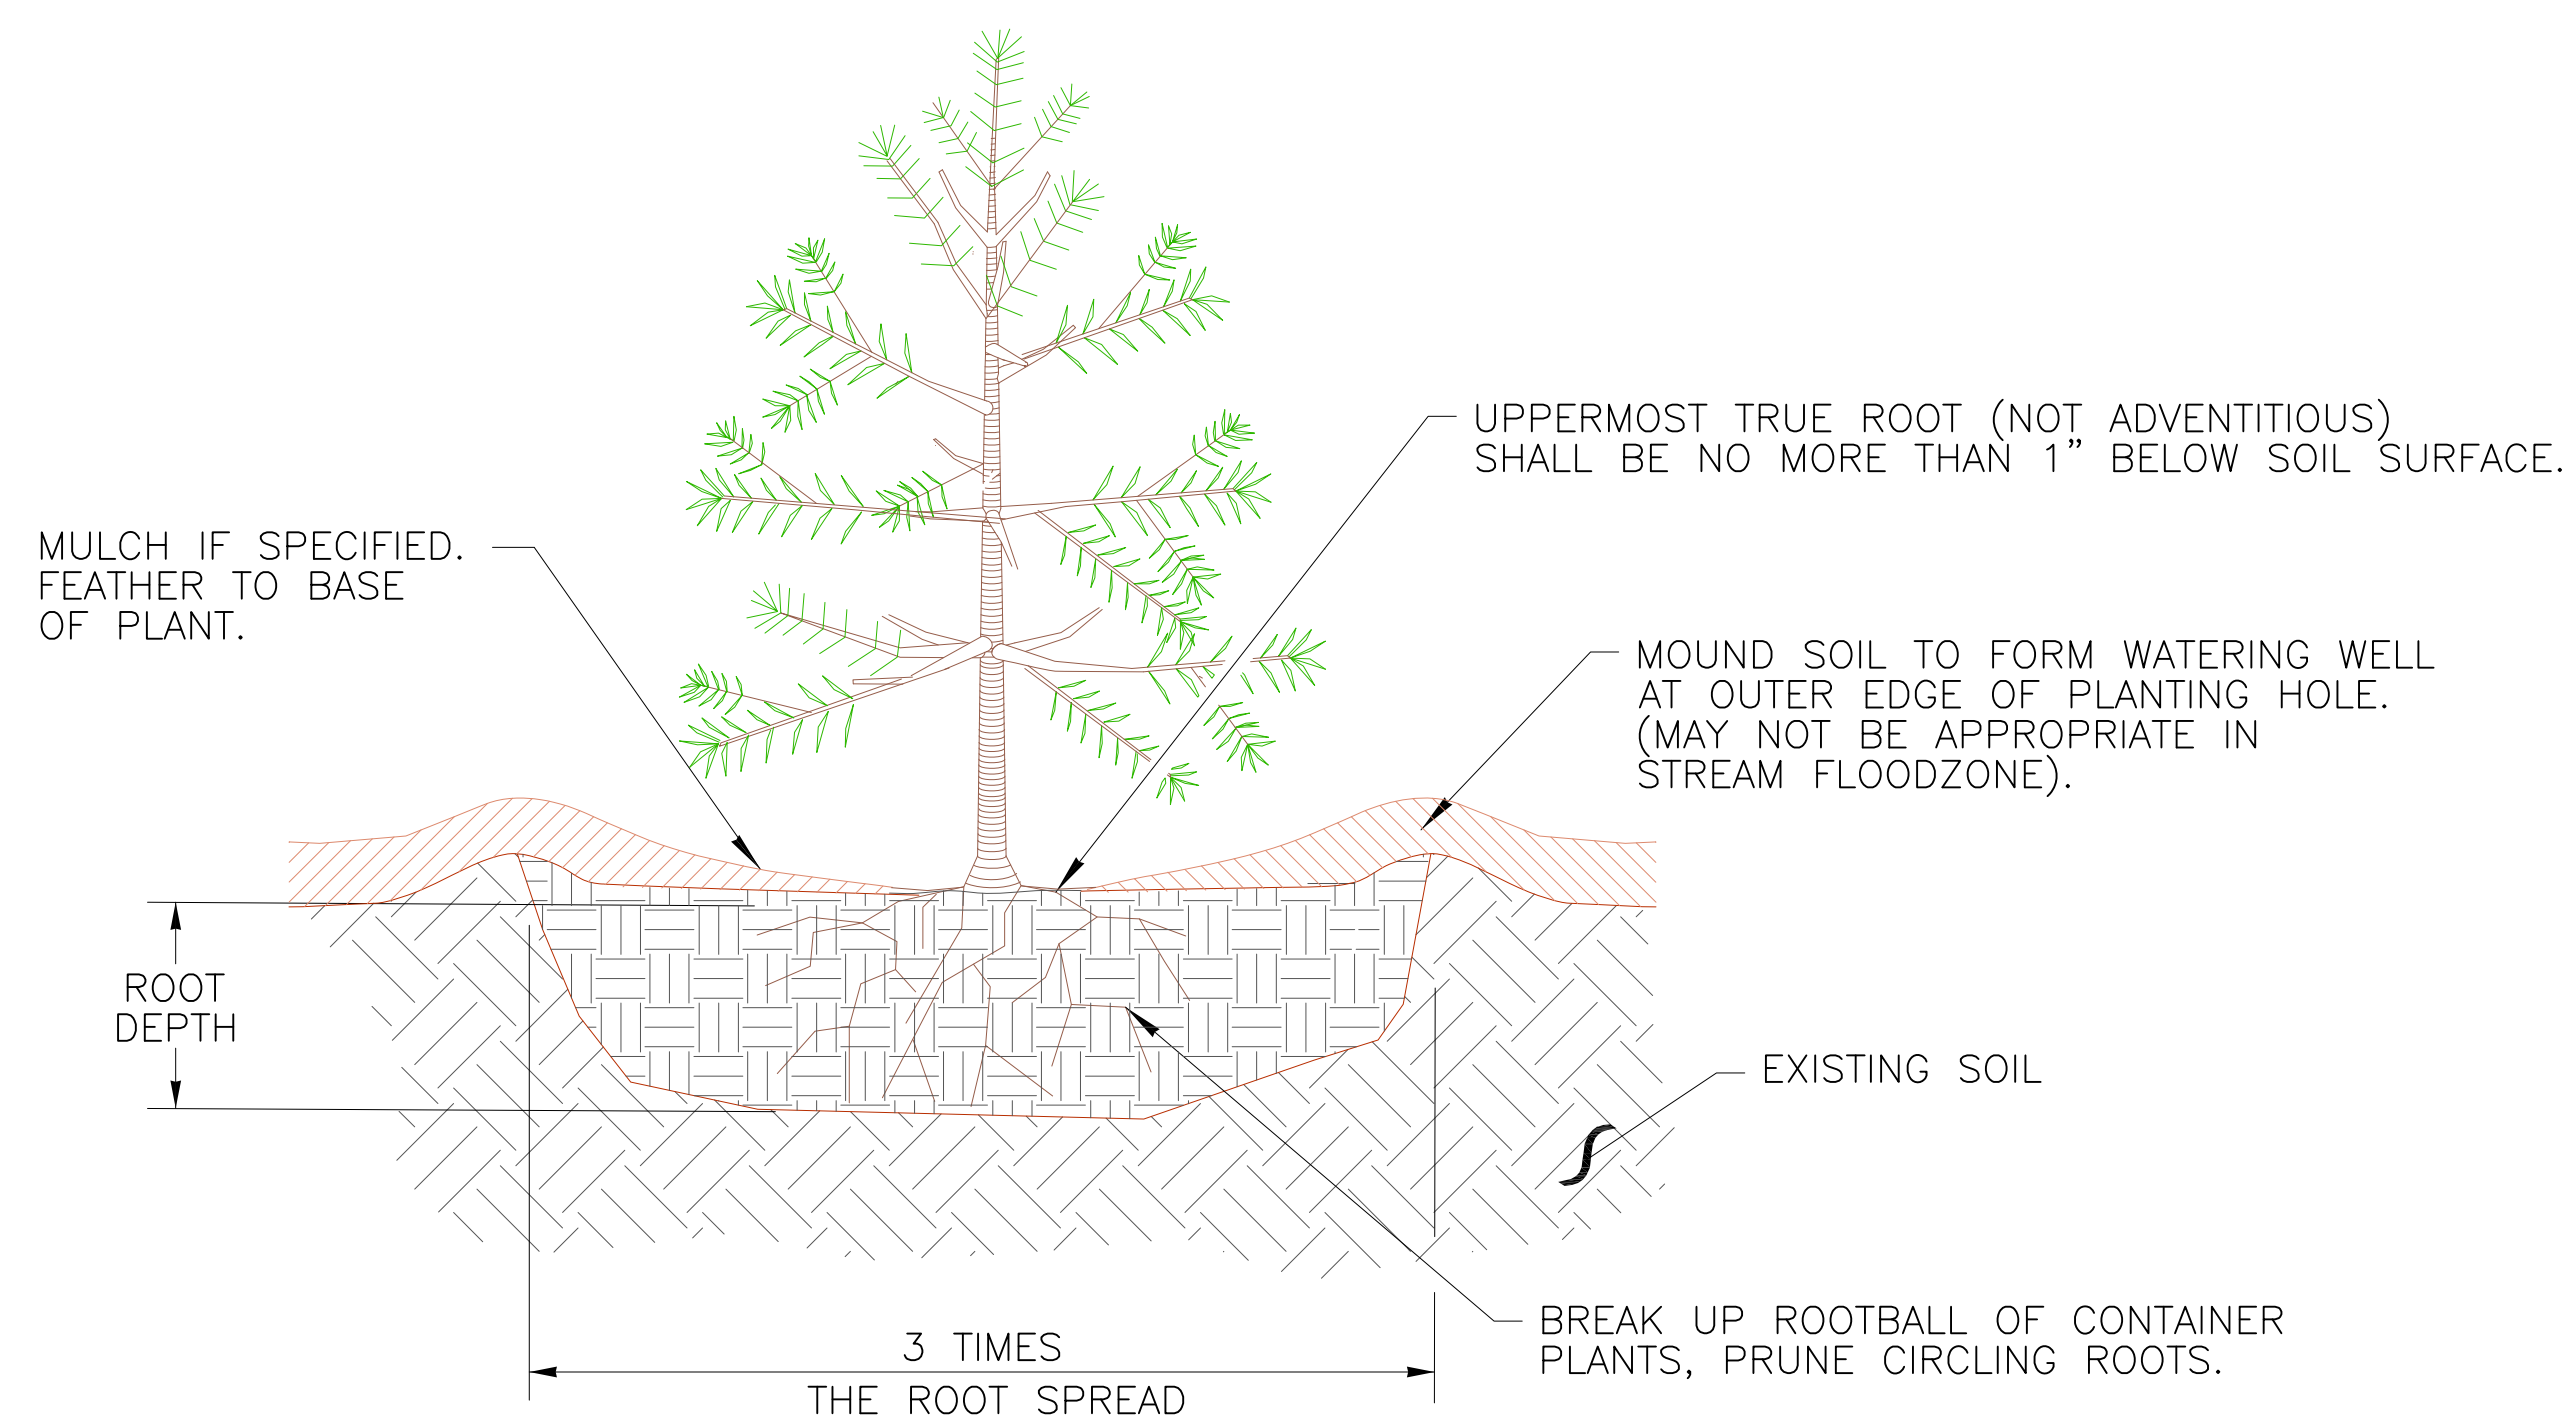 UPPERMOST TRUE ROOT (NOT ADVENTITIOUS)
SHALL BE NO MORE THAN 1" BELOW SOIL SURFACE.
MULCH IF SPECIFIED.
FEATHER TO BASE
OF PLANT.
MOUND SOIL TO FORM WATERING WELL
AT OUTER EDGE OF PLANTING HOLE.
(MAY NOT BE APPROPRIATE IN
STREAM FLOODZONE).
ROOT
DEPTH
EXISTING SOIL
BREAK UP ROOTBALL OF CONTAINER
PLANTS, PRUNE CIRCLING ROOTS.
3 TIMES
THE ROOT SPREAD